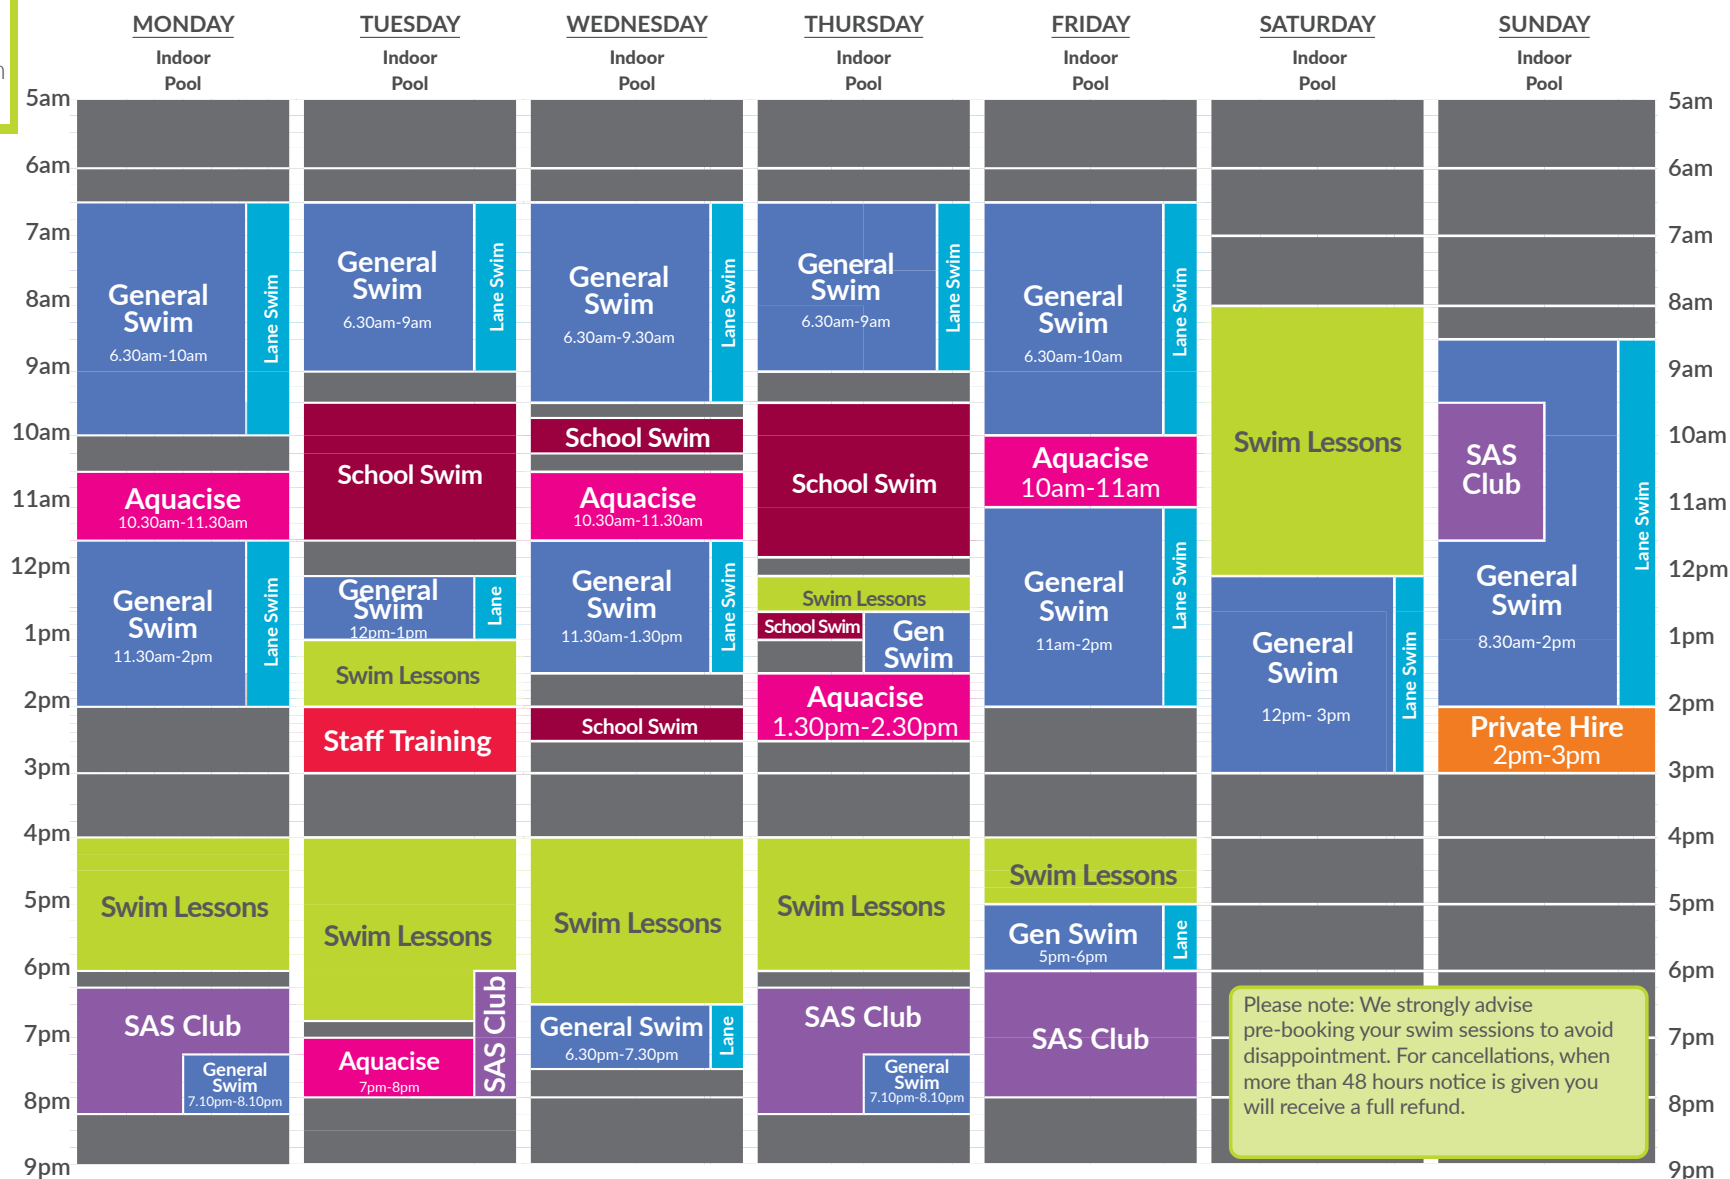 MONDAY
Indoor
Pool
TUESDAY
Indoor
Pool
WEDNESDAY
Indoor
Pool
THURSDAY
Indoor
Pool
FRIDAY
Indoor
Pool
SATURDAY
Indoor
Pool
SUNDAY
Indoor
Pool
5am
6am
7am
8am
9am
10am
11am
12pm
1pm
2pm
3pm
4pm
5pm
6pm
7pm
8pm
9pm
General
Swim
6.30am-10am
Lane Swim
Aquacise
10.30am-11.30am
General
Swim
11.30am-2pm
Lane Swim
Swim Lessons
SAS Club
General
Swim
7.10pm-8.10pm
General
Swim
6.30am-9am
Lane Swim
School Swim
General
Swim
12pm-1pm
Lane
Swim Lessons
Staff Training
Swim Lessons
SAS Club
Aquacise
7pm-8pm
General
Swim
6.30am-9.30am
Lane Swim
School Swim
Aquacise
10.30am-11.30am
General
Swim
11.30am-1.30pm
Lane Swim
School Swim
Swim Lessons
General Swim
6.30pm-7.30pm
Lane
General
Swim
6.30am-9am
Lane Swim
School Swim
Swim Lessons
School Swim
Gen
Swim
Aquacise
1.30pm-2.30pm
Swim Lessons
SAS Club
General
Swim
7.10pm-8.10pm
General
Swim
6.30am-10am
Lane Swim
Aquacise
10am-11am
General
Swim
11am-2pm
Lane Swim
Swim Lessons
Gen Swim
5pm-6pm
Lane
SAS Club
Swim Lessons
General
Swim
12pm- 3pm
Lane Swim
SAS
Club
General
Swim
8.30am-2pm
Lane Swim
Private Hire
2pm-3pm
Please note: We strongly advise
pre-booking your swim sessions to avoid
disappointment. For cancellations, when
more than 48 hours notice is given you
will receive a full refund.
5am
6am
7am
8am
9am
10am
11am
12pm
1pm
2pm
3pm
4pm
5pm
6pm
7pm
8pm
9pm